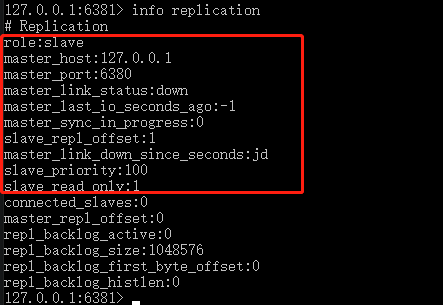 127.0.0.1:6381> info replication
# Replication
role:slave
master_host:127.0.0.1
master_port:6380
master_link_status:down
master_last_io_seconds_ago:-1
master_sync_in_progress:0
slave_repl_offset:1
master_link_down_since_seconds:jd
slave_priority:100
slave_read_only:1
connected_slaves:0
master_repl_offset:0
repl_backlog_active:0
repl_backlog_size:1048576
repl_backlog_first_byte_offset:0
repl_backlog_histlen:0
127.0.0.1:6381>